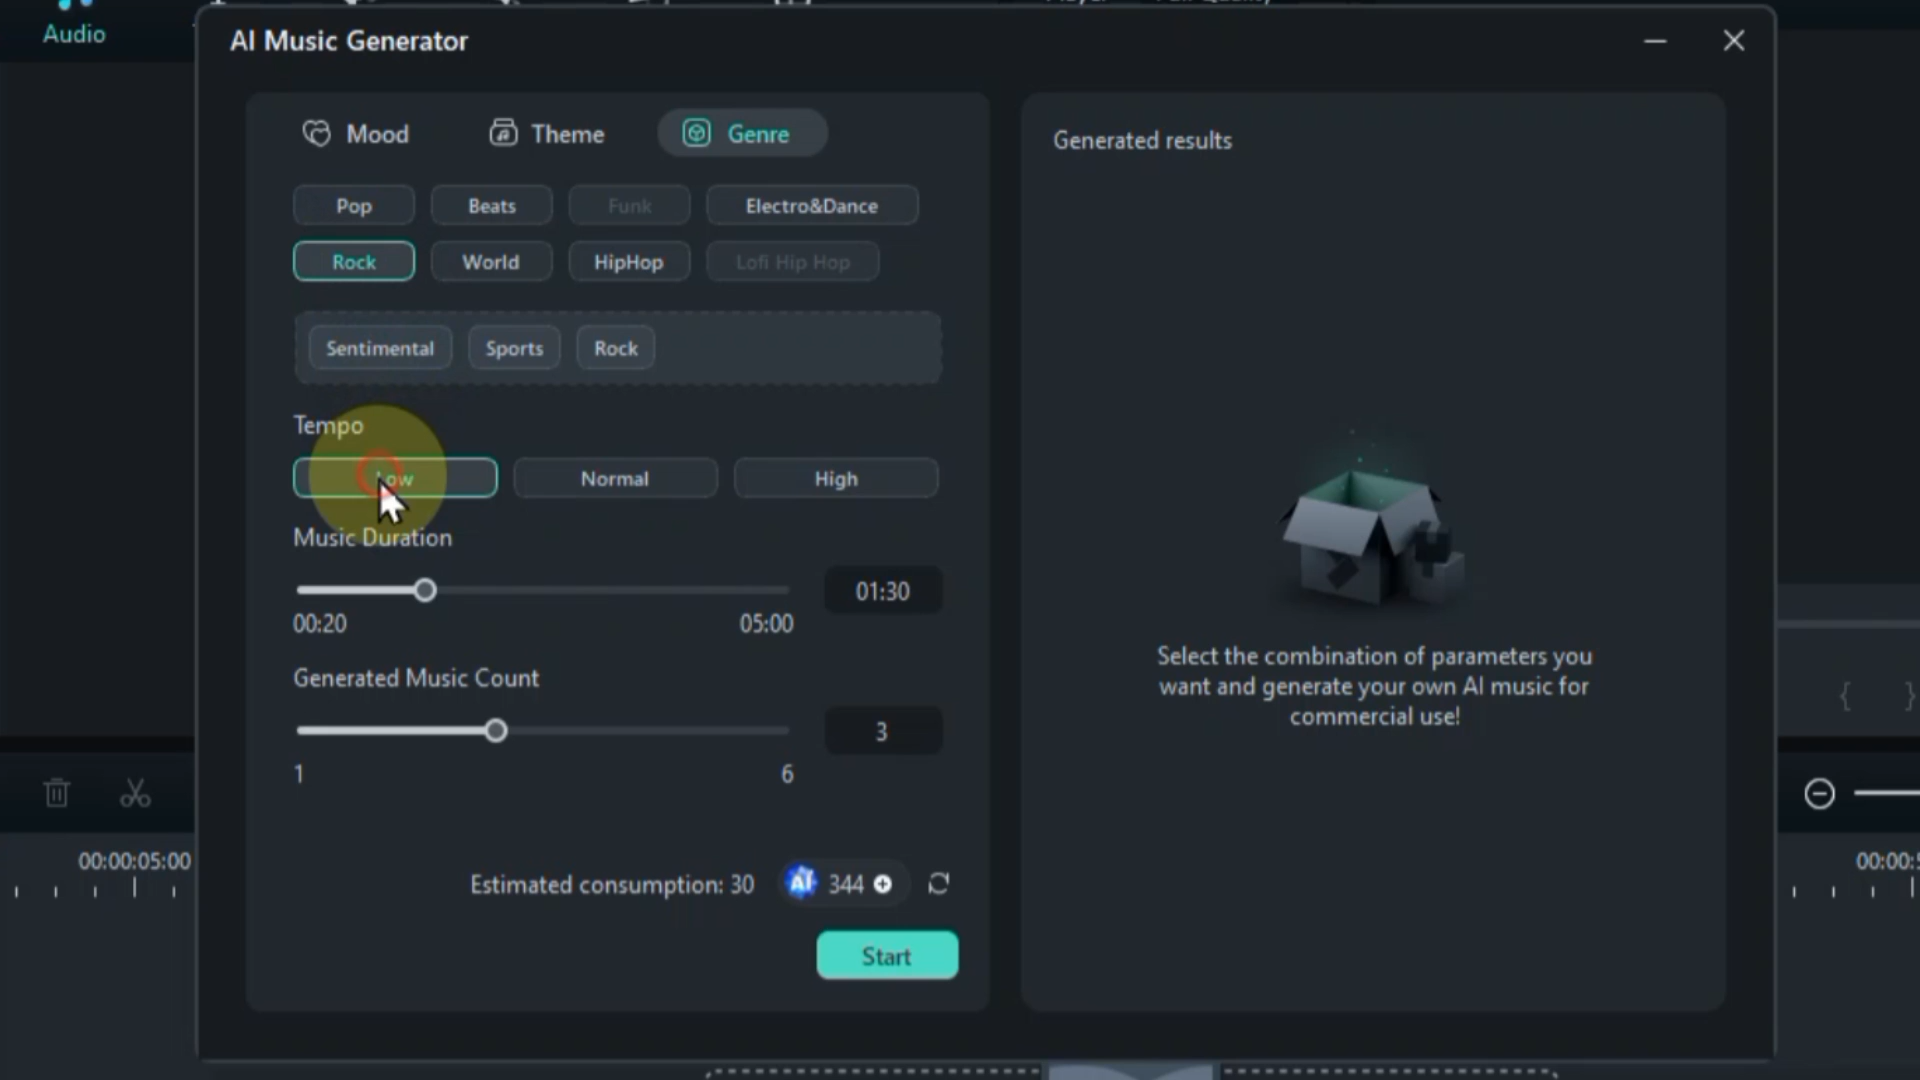 Audio
AI Music Generator
Mood
Theme
Genre
Pop
Beats
Funk
Electro&Dance
Rock
World
HipHop
Lofi Hip Hop
Sentimental
Sports
Rock
Tempo
Low
Normal
High
Music Duration
01:30
00:20
05:00
Generated Music Count
3
1
6
Estimated consumption: 30
AI
344
Start
Generated results
Select the combination of parameters you
want and generate your own AI music for
commercial use!
{ }
00:00:05:00